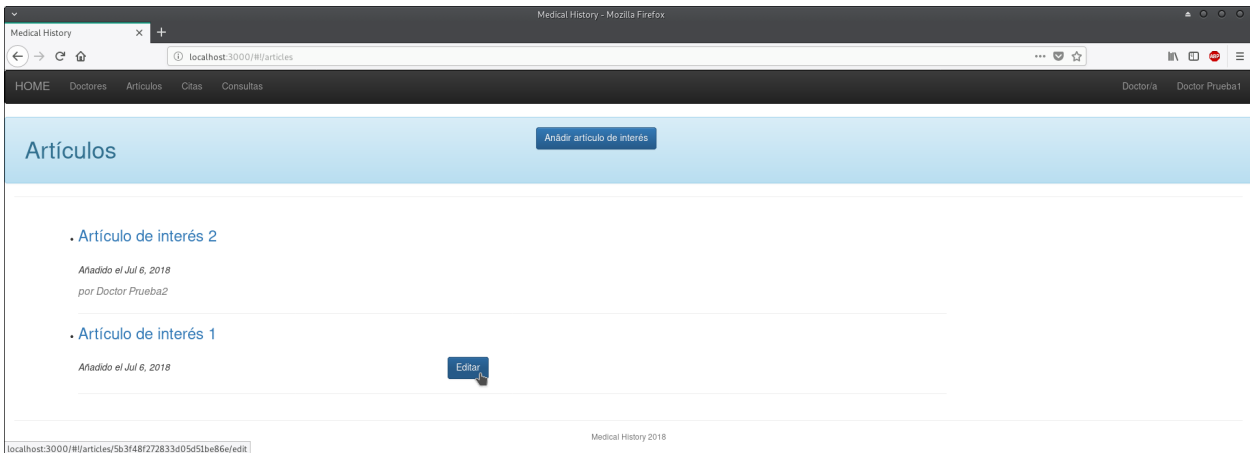 Medical History - Mozilla Firefox
Medical History
localhost:3000/#!/articles
ABP
HOME Doctores Artículos Citas Consultas Doctor/a Doctor Prueba1
Artículos
Anãdir artículo de interés
Artículo de interés 2
Añadido el Jul 6, 2018
por Doctor Prueba2
Artículo de interés 1
Añadido el Jul 6, 2018
Editar
Medical History 2018
localhost:3000/#!/articles/5b3f48f272833d05d51be86e/edit